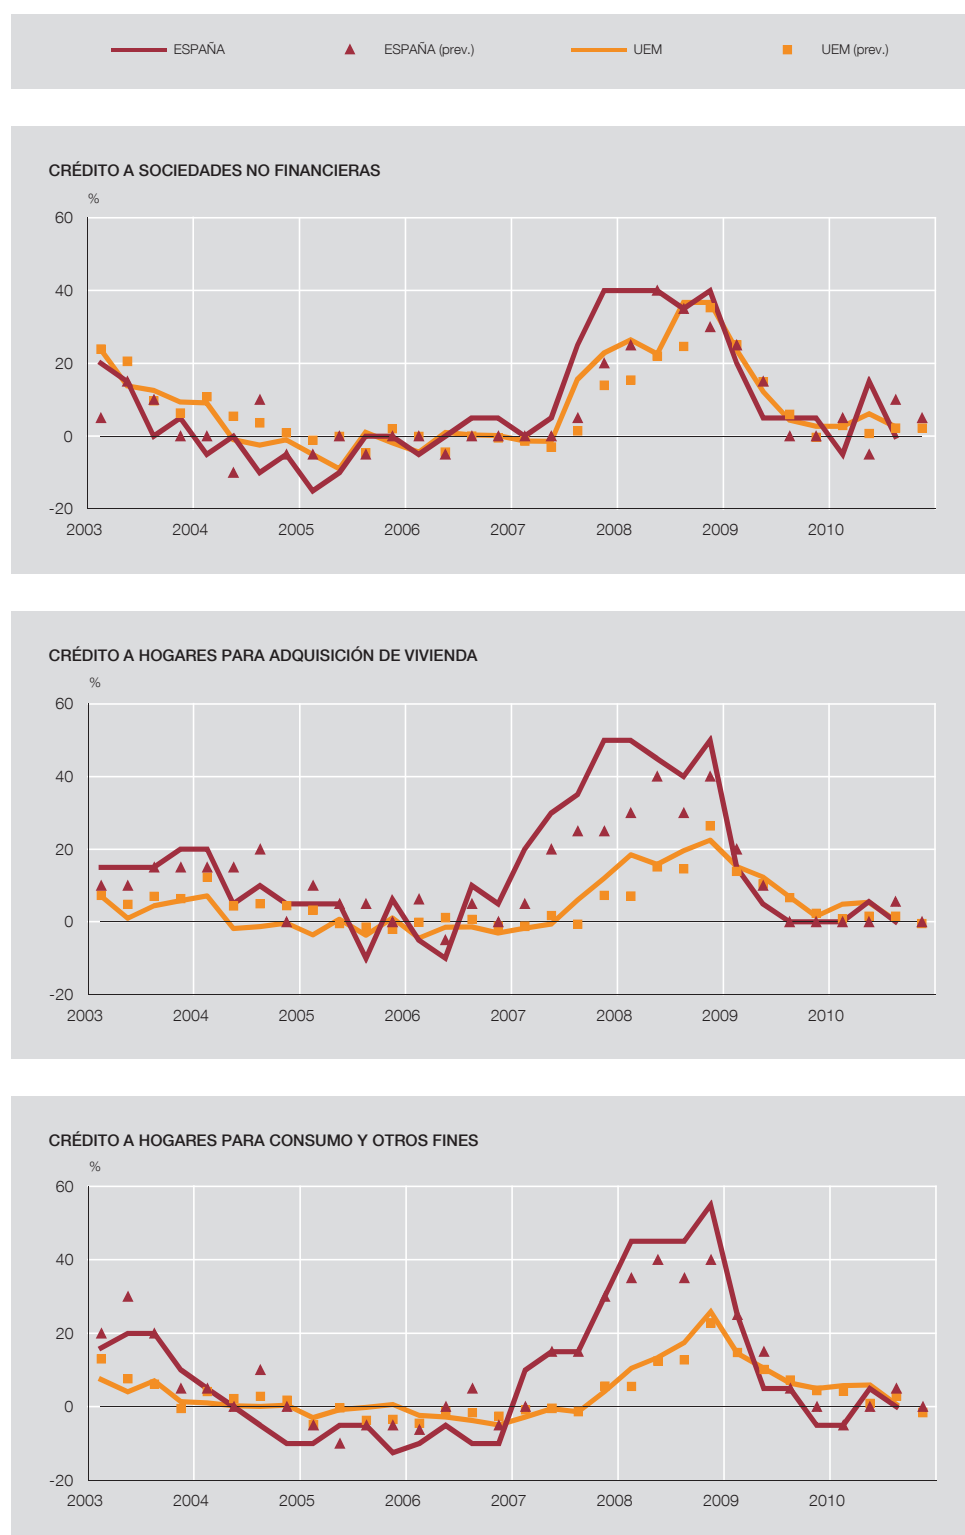 ESPAÑA ESPAÑA (prev.) UEM UEM (prev.)
CRÉDITO A SOCIEDADES NO FINANCIERAS
%
60
40
20
0
-20
2003 2004 2005 2006 2007 2008 2009 2010
CRÉDITO A HOGARES PARA ADQUISICIÓN DE VIVIENDA
%
60
40
20
0
-20
2003 2004 2005 2006 2007 2008 2009 2010
CRÉDITO A HOGARES PARA CONSUMO Y OTROS FINES
%
60
40
20
0
-20
2003 2004 2005 2006 2007 2008 2009 2010